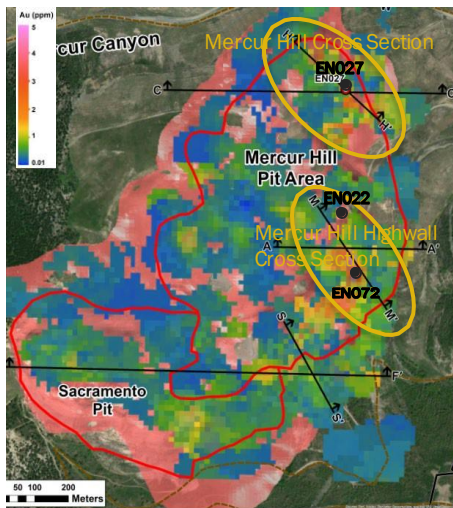 Au (ppm)
5
4
3
2
1
0.01
cur Canyon
Mercur Hill Cross Section
H
EN027
EN027
C
C
H'
Mercur Hill
Pit Area
EN022
M
Mercur Hill Highwall
Cross Section
A
A'
EN072
M'
S
F'
Sacramento
Pit
S'
50 100 200
Meters